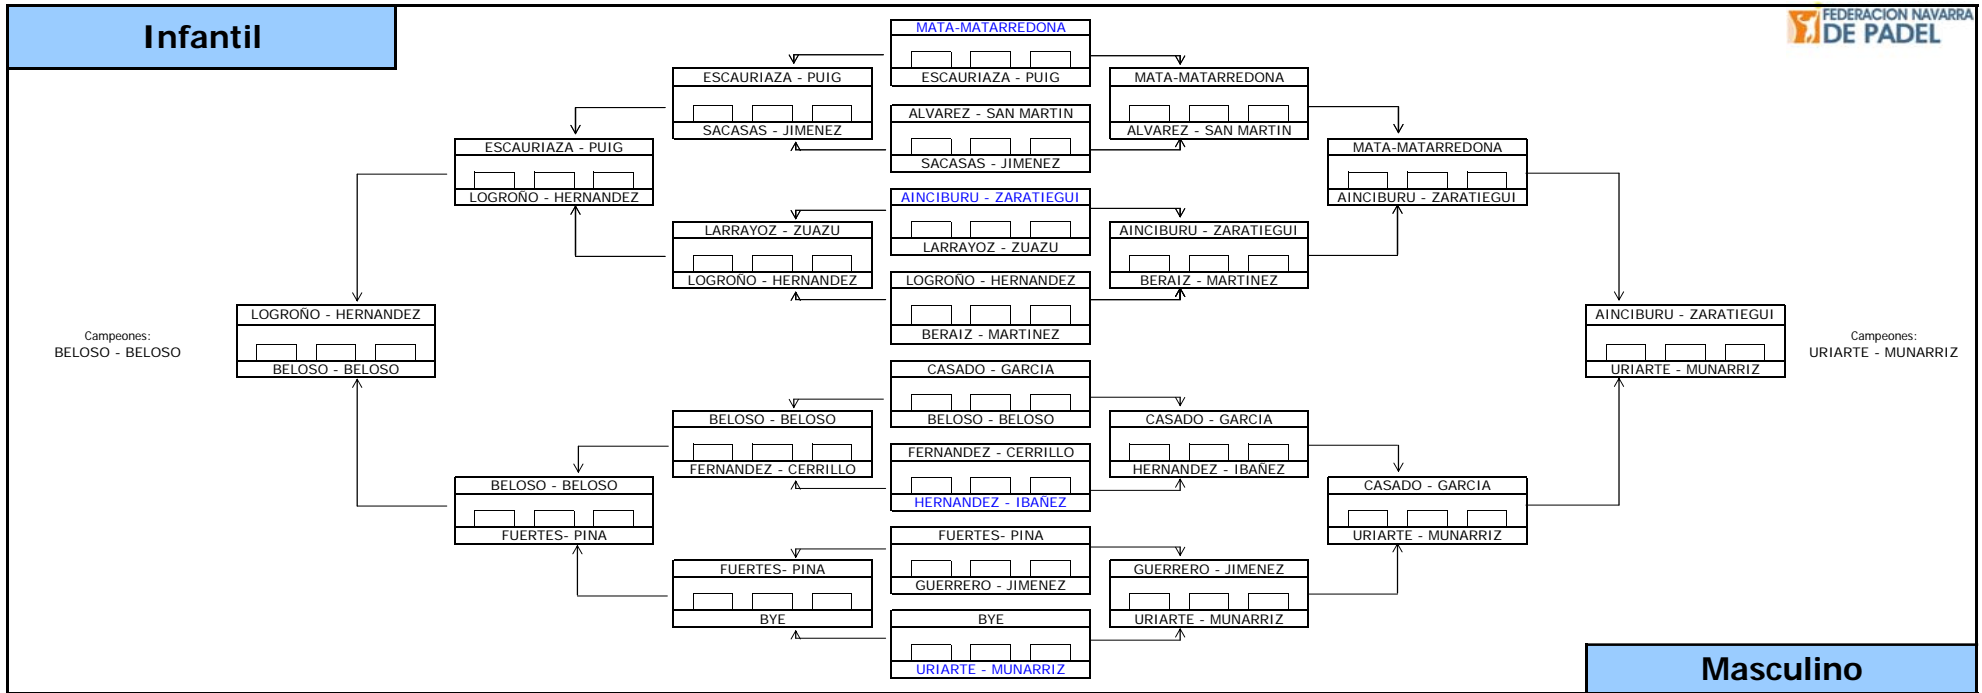 Infantil
FEDERACION NAVARRA
DE PADEL
MATA-MATARREDONA
ESCAURIAZA - PUIG
ALVAREZ - SAN MARTIN
SACASAS - JIMENEZ
AINCIBURU - ZARATIEGUI
LARRAYOZ - ZUAZU
LOGROÑO - HERNANDEZ
BERAIZ - MARTINEZ
CASADO - GARCIA
BELOSO - BELOSO
FERNANDEZ - CERRILLO
HERNANDEZ - IBAÑEZ
FUERTES- PINA
GUERRERO - JIMENEZ
BYE
URIARTE - MUNARRIZ
ESCAURIAZA - PUIG
SACASAS - JIMENEZ
LARRAYOZ - ZUAZU
LOGROÑO - HERNANDEZ
BELOSO - BELOSO
FERNANDEZ - CERRILLO
FUERTES- PINA
BYE
ESCAURIAZA - PUIG
LOGROÑO - HERNANDEZ
BELOSO - BELOSO
FUERTES- PINA
LOGROÑO - HERNANDEZ
BELOSO - BELOSO
Campeones:
BELOSO - BELOSO
MATA-MATARREDONA
ALVAREZ - SAN MARTIN
AINCIBURU - ZARATIEGUI
BERAIZ - MARTINEZ
CASADO - GARCIA
HERNANDEZ - IBAÑEZ
GUERRERO - JIMENEZ
URIARTE - MUNARRIZ
MATA-MATARREDONA
AINCIBURU - ZARATIEGUI
CASADO - GARCIA
URIARTE - MUNARRIZ
AINCIBURU - ZARATIEGUI
URIARTE - MUNARRIZ
Campeones:
URIARTE - MUNARRIZ
Masculino